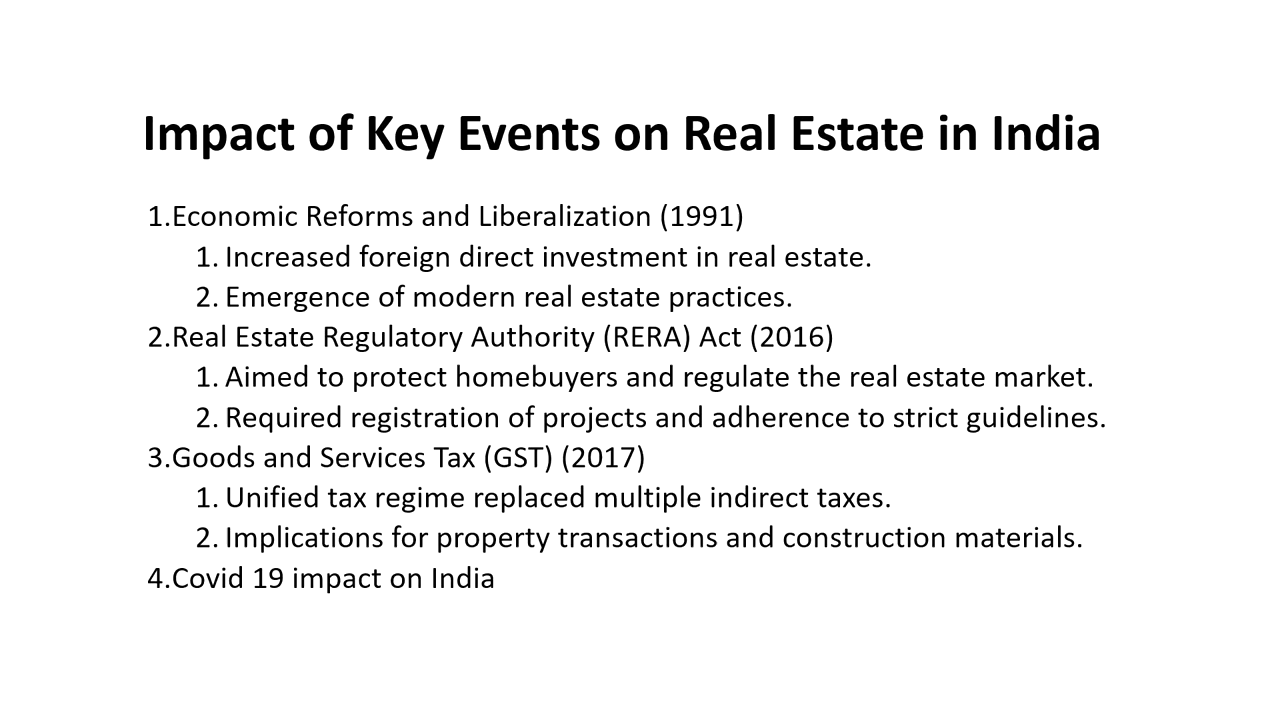 Impact of Key Events on Real Estate in India
1.Economic Reforms and Liberalization (1991)
1. Increased foreign direct investment in real estate.
2. Emergence of modern real estate practices.
2.Real Estate Regulatory Authority (RERA) Act (2016)
1. Aimed to protect homebuyers and regulate the real estate market.
2. Required registration of projects and adherence to strict guidelines.
3.Goods and Services Tax (GST) (2017)
1. Unified tax regime replaced multiple indirect taxes.
2. Implications for property transactions and construction materials.
4.Covid 19 impact on India